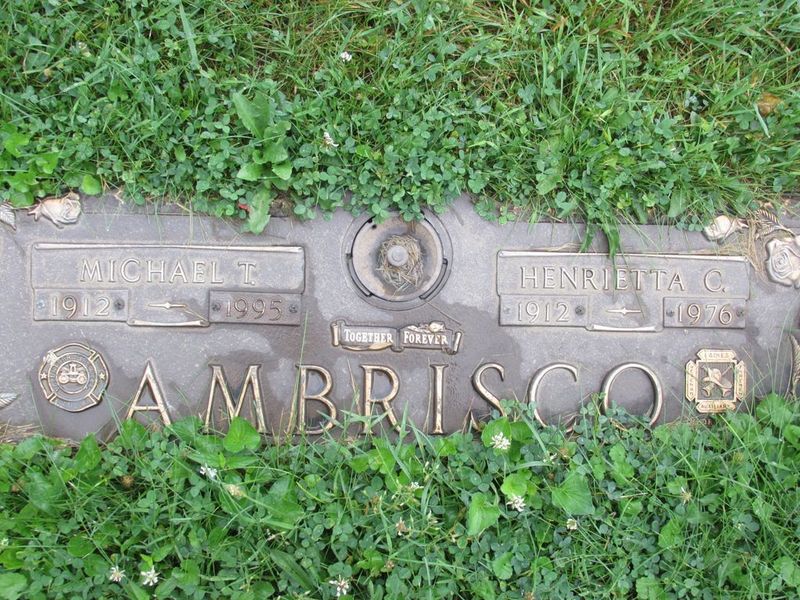 MICHAEL T.
1912 1995
HENRIETTA C.
1912 1976
TOGETHER FOREVER
AMBRISCO